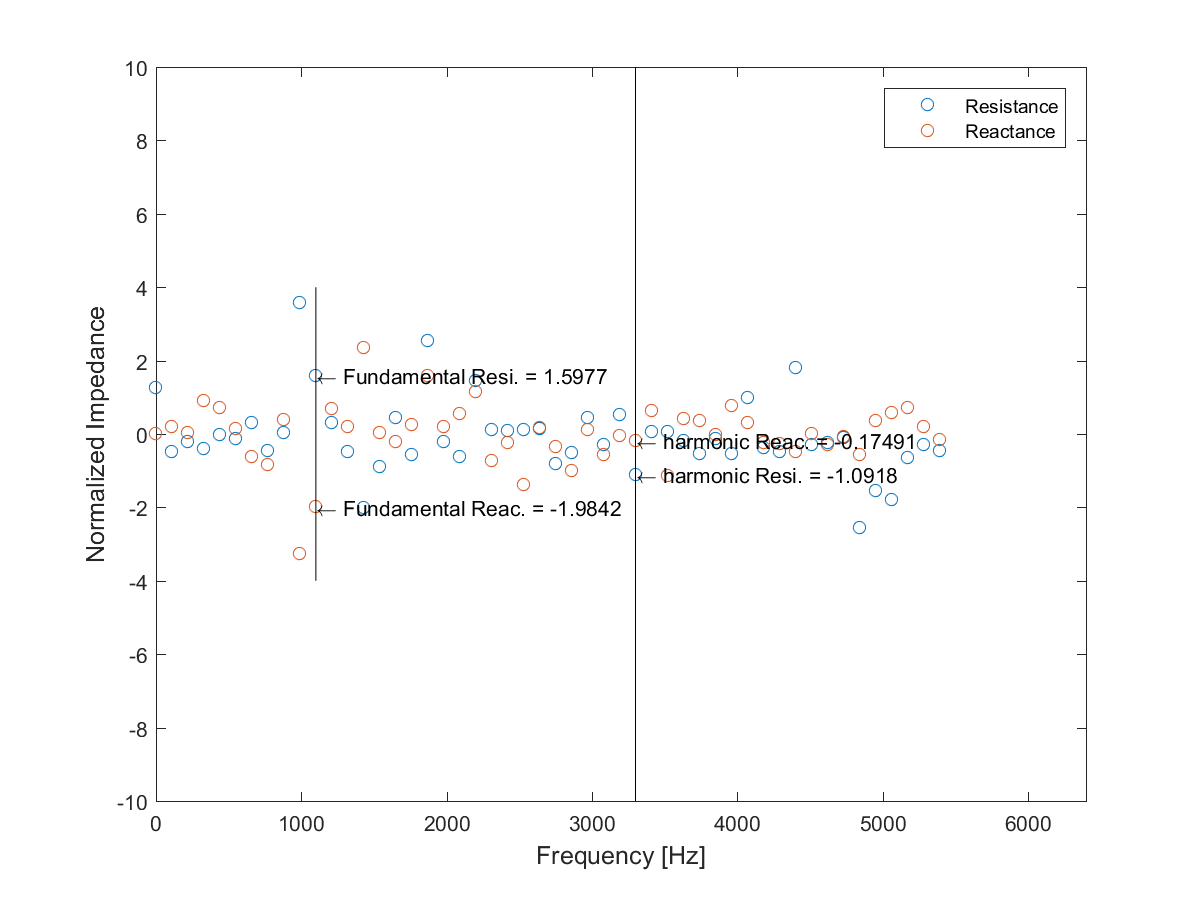 10
8
6
4
2
0
-2
-4
-6
-8
-10
Normalized Impedance
Resistance
Reactance
Fundamental Resi. = 1.5977
harmonic Reac. = -0.17491
harmonic Resi. = -1.0918
Fundamental Reac. = -1.9842
0 1000 2000 3000 4000 5000 6000
Frequency [Hz]